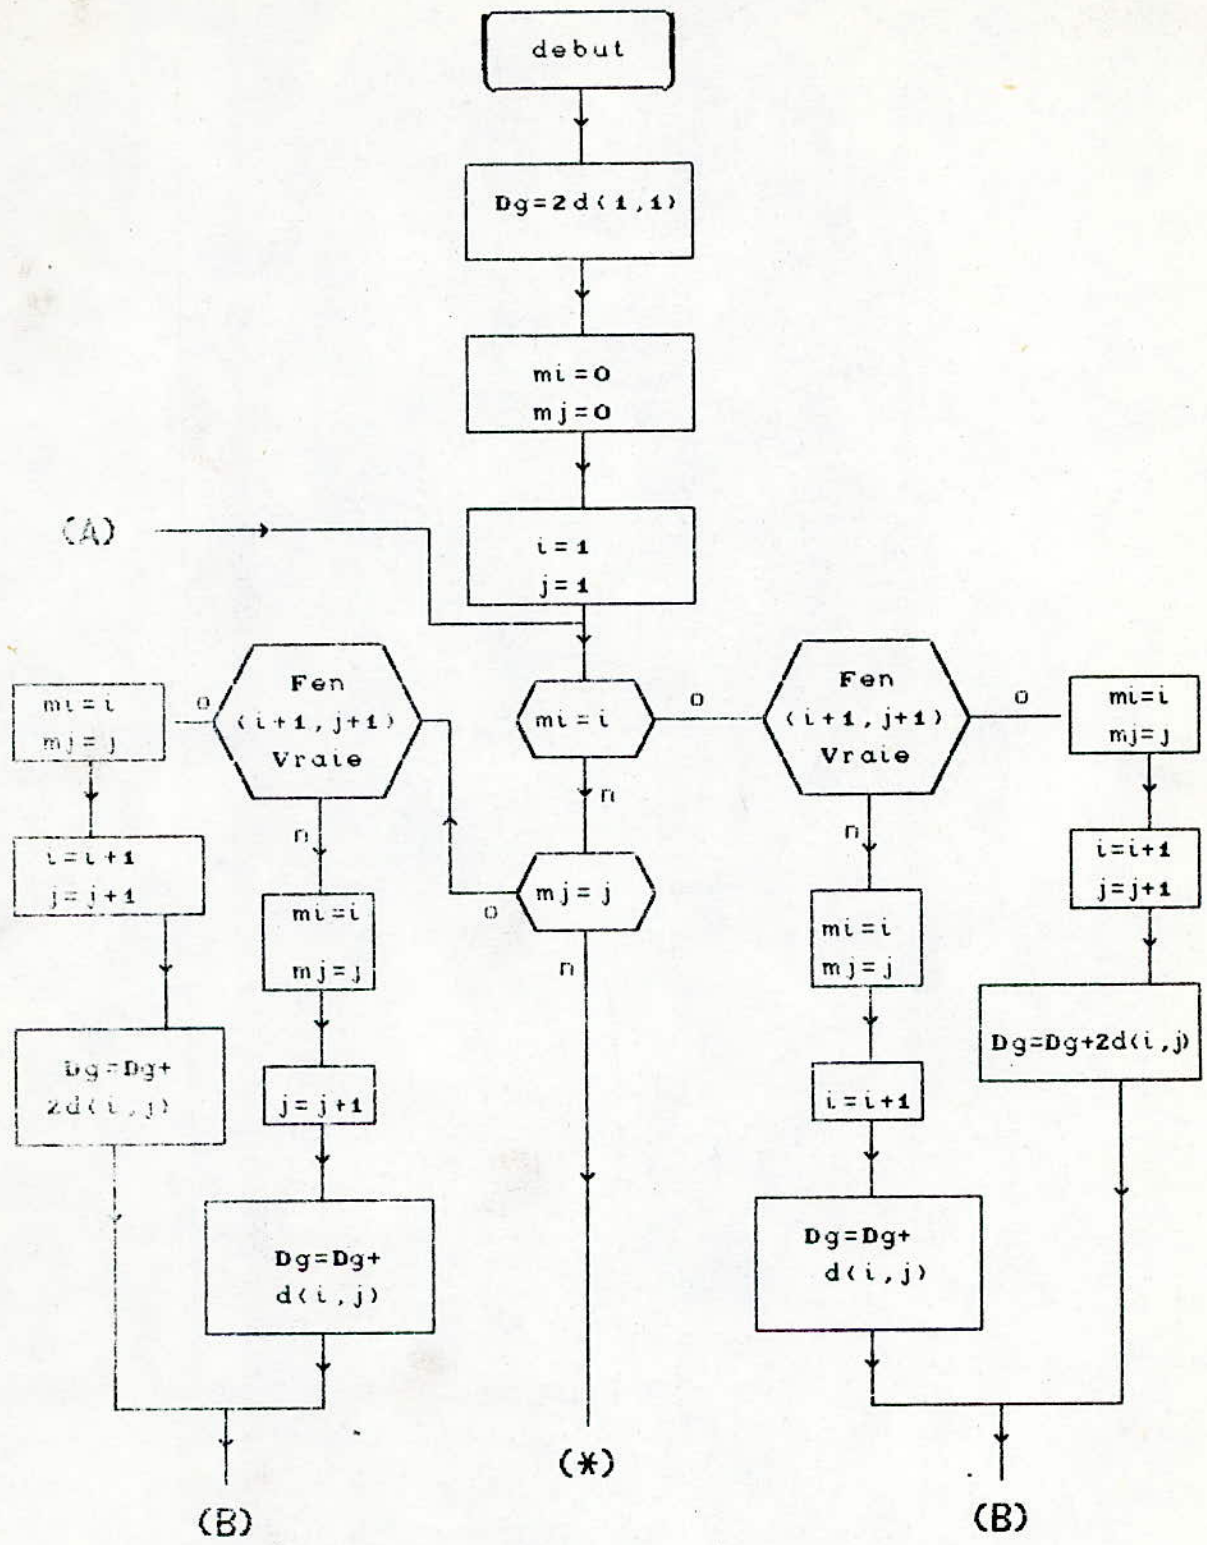 debut
Dg=2d(1,1)
mi=0
mj=0
(A)
i=1
j=1
mi=i
mj=j
o
Fen
(i+1,j+1)
Vraie
mi=i
o
Fen
(i+1,j+1)
Vraie
o
mi=i
mj=j
n
n
n
i=i+1
j=j+1
mi=i
mj=j
o
mj=j
n
mi=i
mj=j
i=i+1
j=j+1
Dg=Dg+
2d(i,j)
j=j+1
i=i+1
Dg=Dg+2d(i,j)
Dg=Dg+
d(i,j)
Dg=Dg+
d(i,j)
(B)
(*)
(B)